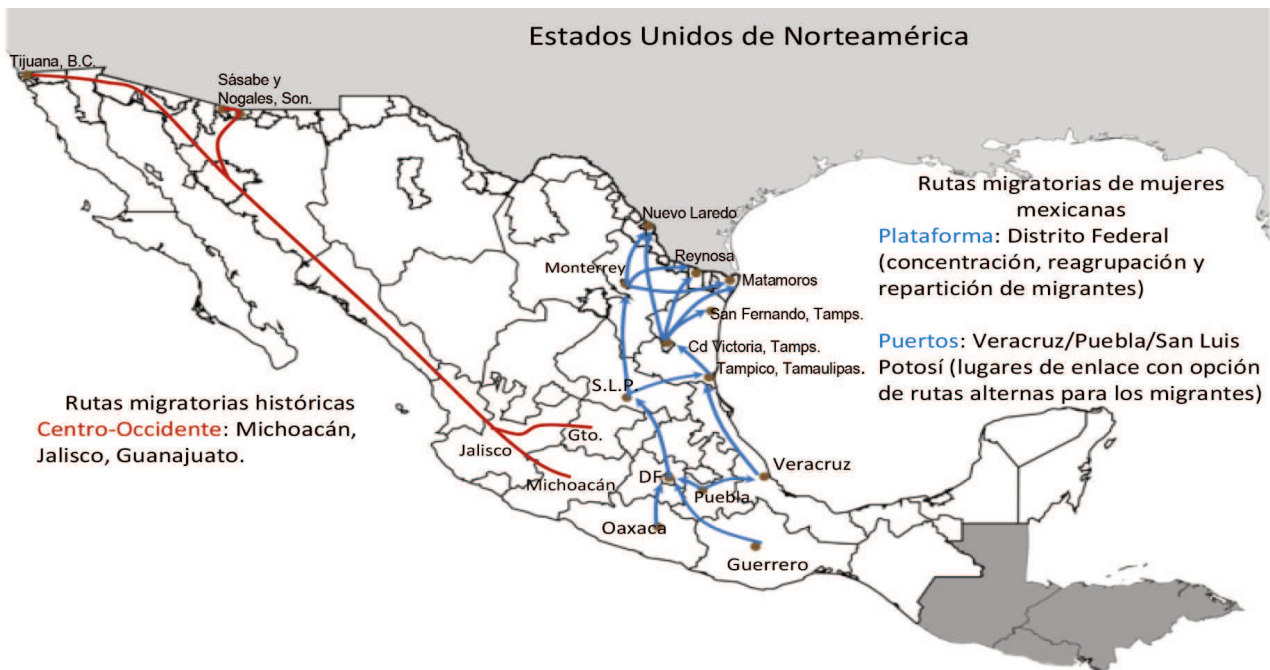 Estados Unidos de Norteamérica
Tijuana, B.C.
Sásabe y
Nogales, Son.
Rutas migratorias de mujeres
mexicanas
Plataforma: Distrito Federal
(concentración, reagrupación y
repartición de migrantes)
Puertos: Veracruz/Puebla/San Luis
Potosí (lugares de enlace con opción
de rutas alternas para los migrantes)
Nuevo Laredo
Reynosa
Monterrey
Matamoros
San Fernando, Tamps.
Cd Victoria, Tamps.
Tampico, Tamaulipas.
S.L.P.
Rutas migratorias históricas
Centro-Occidente: Michoacán,
Jalisco, Guanajuato.
Gto.
Jalisco
Michoacán
DF
Puebla
Veracruz
Oaxaca
Guerrero